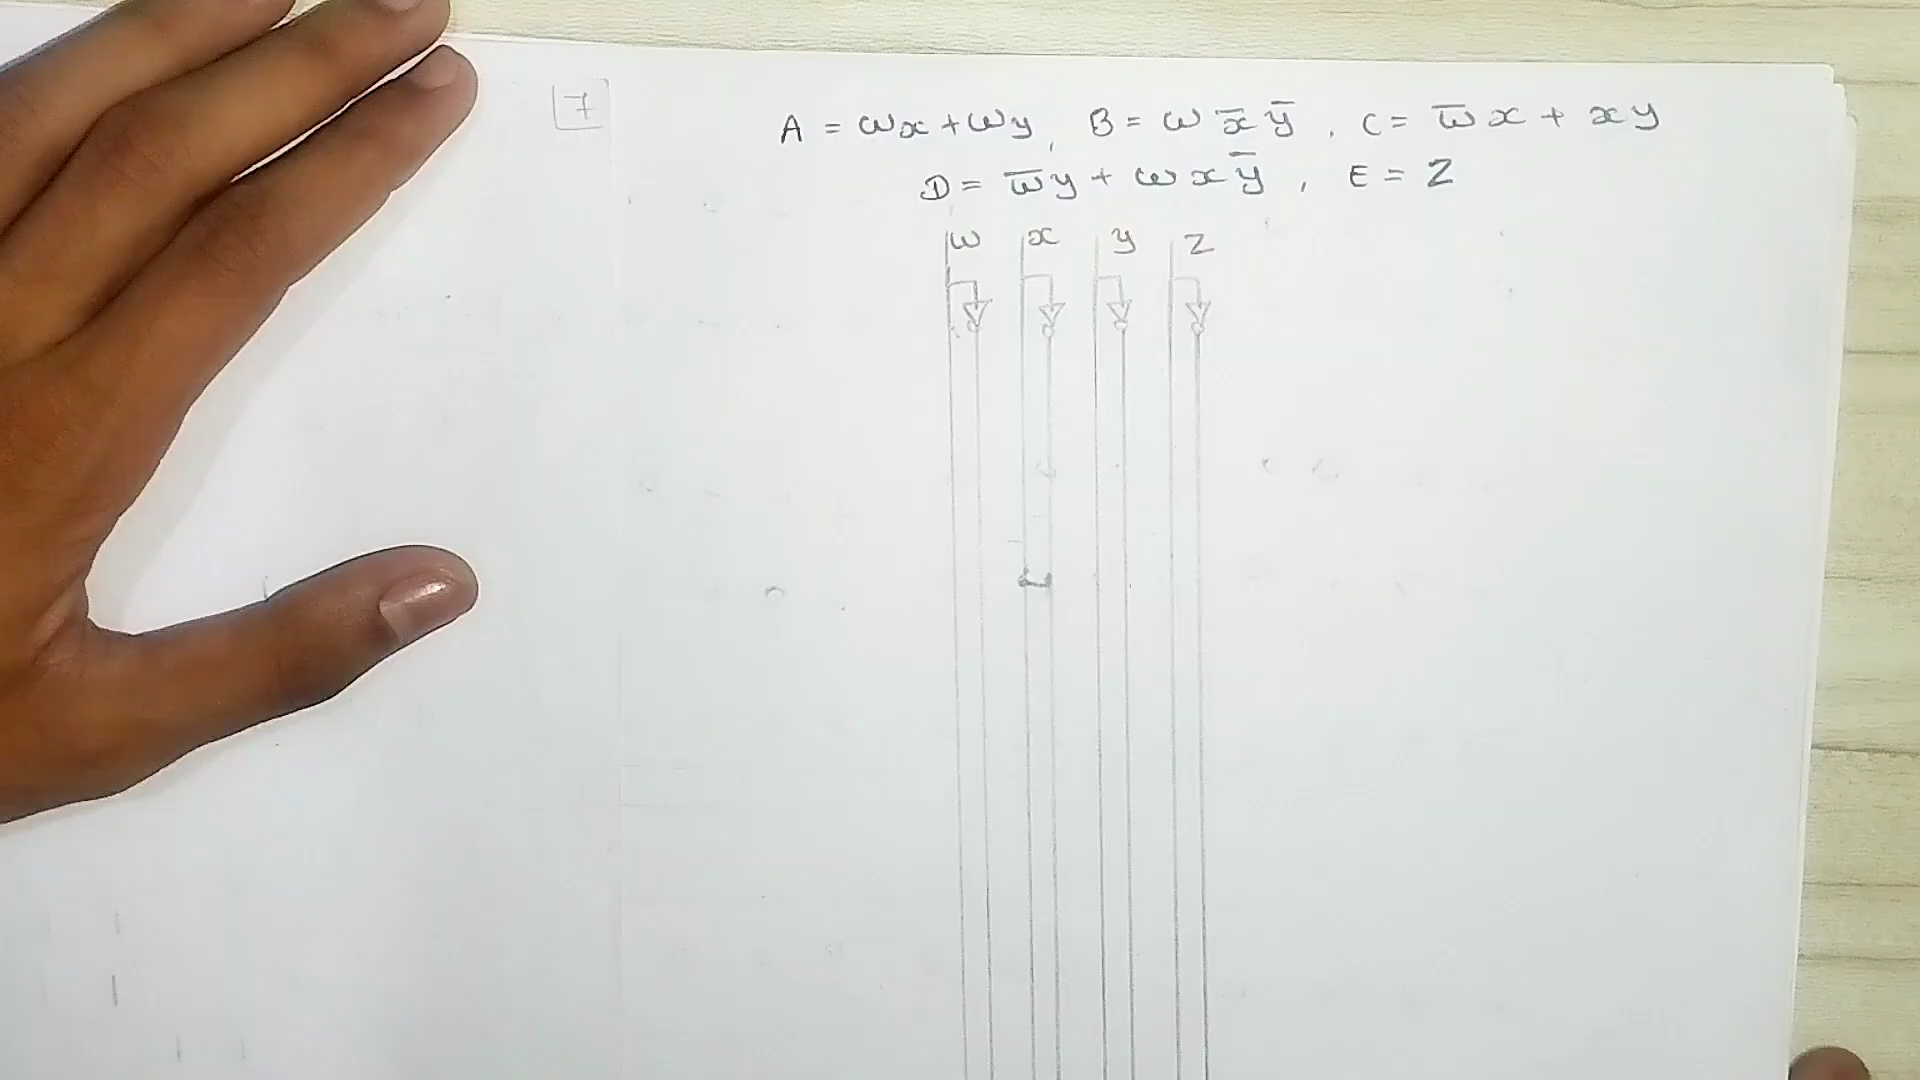 7
A = wx + wy, B = w x̅ y̅, C = w̅ x + xy
D = w̅ y + w x y̅, E = Z
w x y z